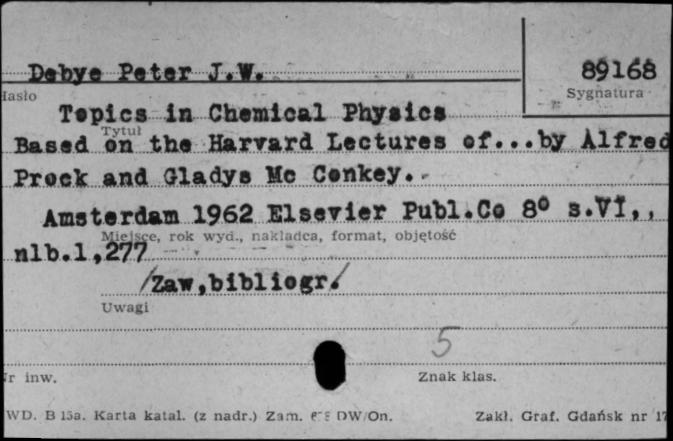 Debye Peter J.W.
89168
Hasło
Sygnatura
Topics in Chemical Physics
Tytuł
Based on the Harvard Lectures of...by Alfred
Prock and Gladys Mc Conkey.
Amsterdam 1962 Elsevier Publ.Co 8° s.VI,,
Miejsce, rok wyd., nakładca, format, objętość
nlb.1,277
/Zaw,bibliogr./
Uwagi
5
Nr inw.
Znak klas.
WD. B 15a. Karta katal. (z nadr.) Zam. DW/On.
Zakł. Graf. Gdańsk nr 17